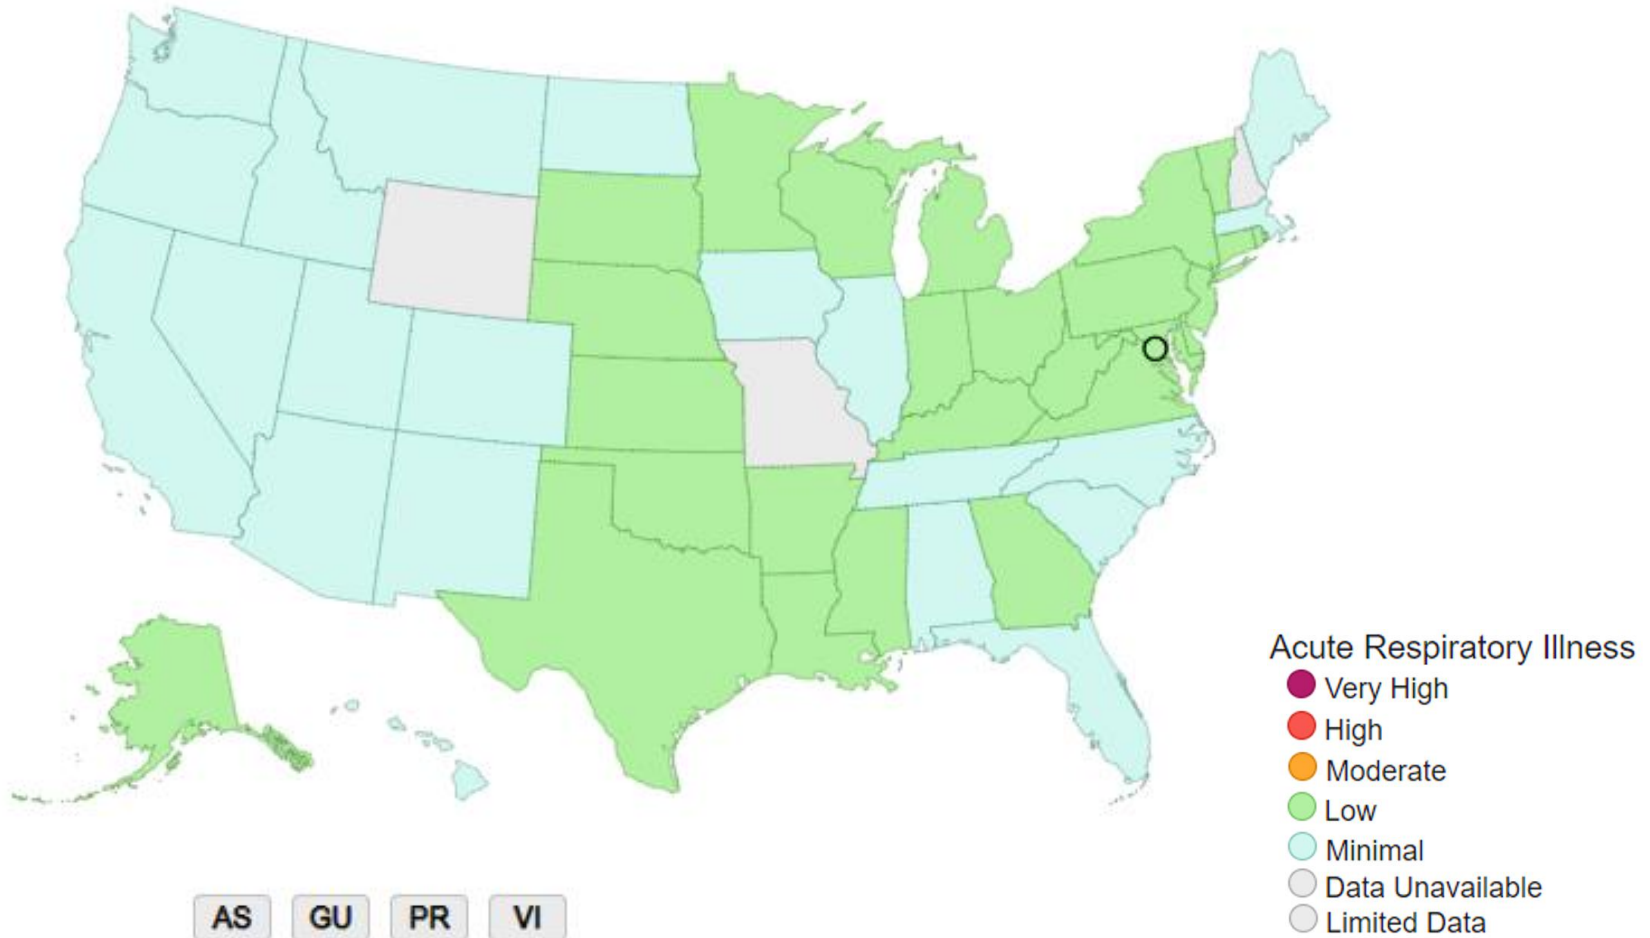 Acute Respiratory Illness
Very High
High
Moderate
Low
Minimal
Data Unavailable
Limited Data
AS GU PR VI